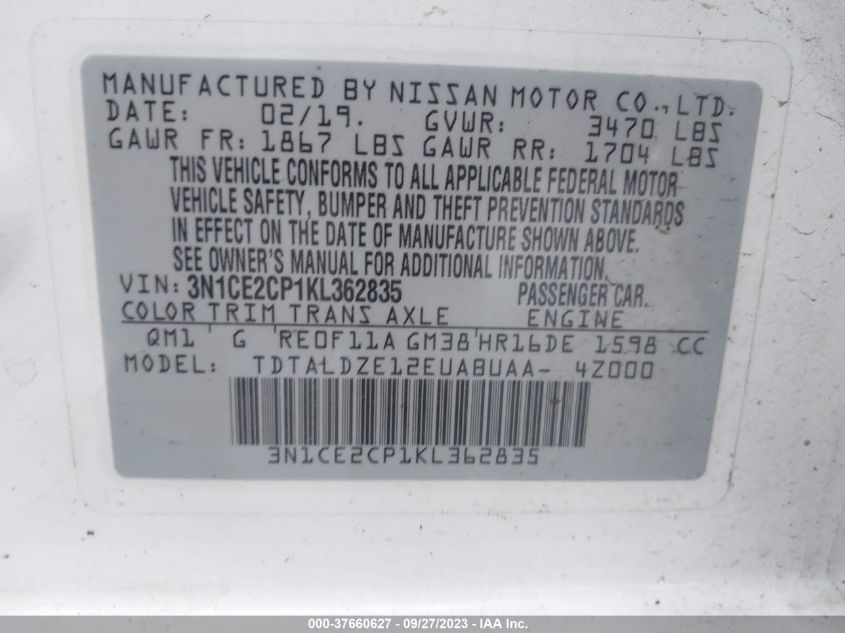 MANUFACTURED BY NISSAN MOTOR CO., LTD.
DATE: 02/19. GVWR: 3470 LBS
GAWR FR: 1867 LBS GAWR RR: 1704 LBS
THIS VEHICLE CONFORMS TO ALL APPLICABLE FEDERAL MOTOR
VEHICLE SAFETY, BUMPER AND THEFT PREVENTION STANDARDS
IN EFFECT ON THE DATE OF MANUFACTURE SHOWN ABOVE.
SEE OWNER'S MANUAL FOR ADDITIONAL INFORMATION.
VIN: 3N1CE2CP1KL362835 PASSENGER CAR.
COLOR TRIM TRANS AXLE ENGINE
QM1 G RE0F11A GM38 HR16DE 1598 CC
MODEL: TDTALDZE12EUABUAA- 4Z000
3N1CE2CP1KL362835
000-37660627 - 09/27/2023 - IAA Inc.